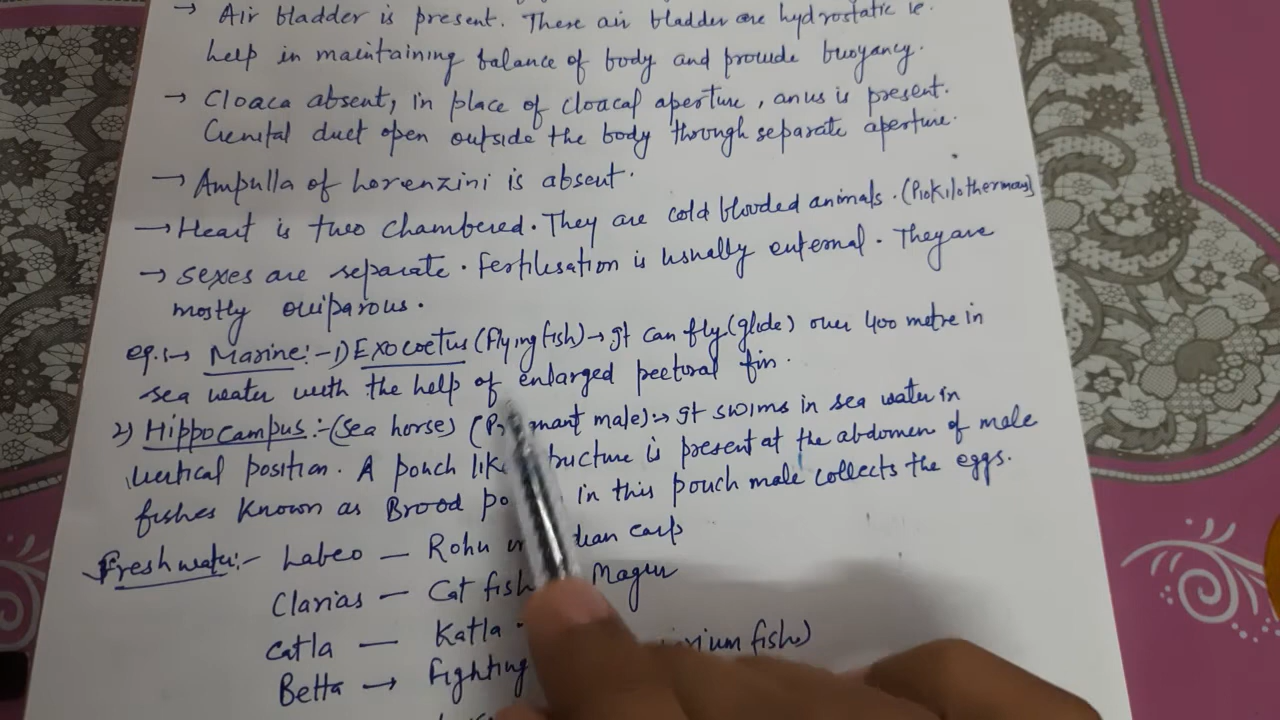 → Air bladder is present. These air bladder are hydrostatic ie.
help in maintaining balance of body and provide buoyancy.
→ Cloaca absent, in place of cloacal aperture, anus is present.
Genital duct open outside the body through separate aperture.
→ Ampulla of Lorenzini is absent.
→ Heart is two chambered. They are cold blooded animals. (Poikilothermous)
→ Sexes are separate. Fertilisation is usually external. They are
mostly oviparous.
eg:→ Marine:- 1) Exocoetus (Flying fish) → It can fly (glide) over 400 metre in
sea water with the help of enlarged pectoral fin.
2) Hippocampus:- (Sea horse) (P nant male) :→ It swims in sea water in
vertical position. A pouch lik tructure is present at the abdomen of male
fishes known as Brood po in this pouch male collects the eggs.
Fresh water:- Labeo — Rohu dian carp
Clarias — Cat fish Magur
Catla — Katla.
Betta → Fighting rium fish)